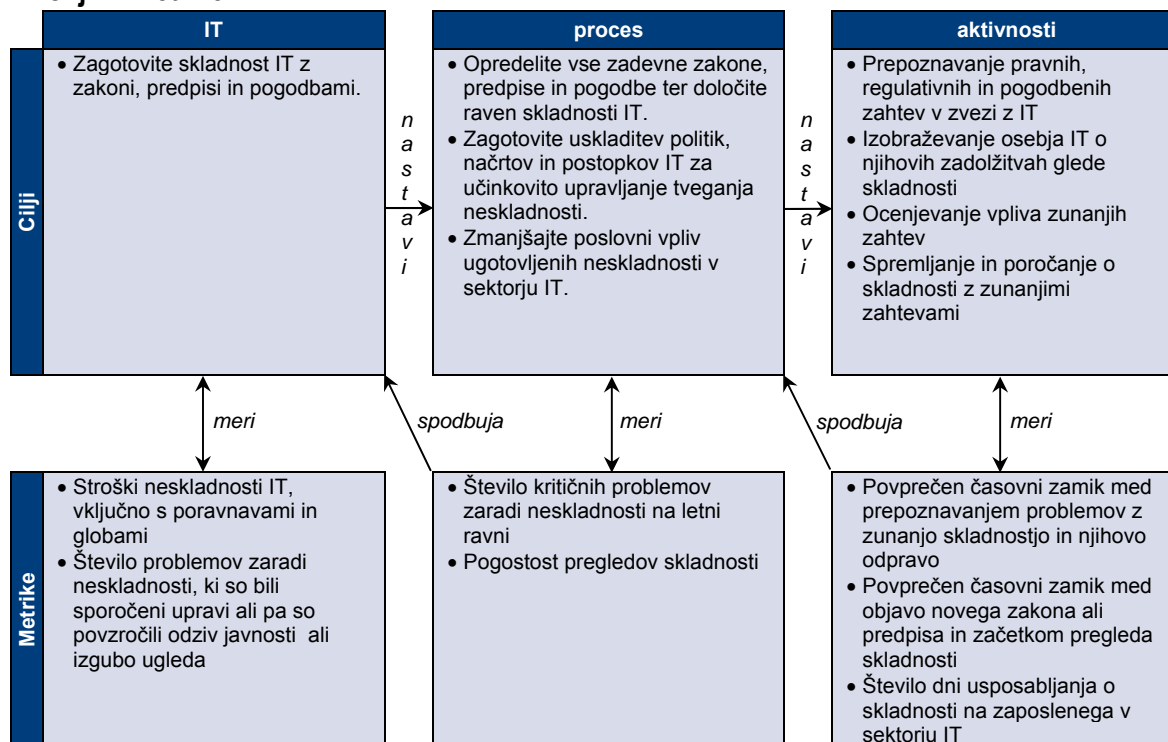 IT
proces
aktivnosti
Cilji
• Zagotovite skladnost IT z
zakoni, predpisi in pogodbami.
nastavi
• Opredelite vse zadevne zakone,
predpise in pogodbe ter določite
raven skladnosti IT.
• Zagotovite uskladitev politik,
načrtov in postopkov IT za
učinkovito upravljanje tveganja
neskladnosti.
• Zmanjšajte poslovni vpliv
ugotovljenih neskladnosti v
sektorju IT.
nastavi
• Prepoznavanje pravnih,
regulativnih in pogodbenih
zahtev v zvezi z IT
• Izobraževanje osebja IT o
njihovih zadolžitvah glede
skladnosti
• Ocenjevanje vpliva zunanjih
zahtev
• Spremljanje in poročanje o
skladnosti z zunanjimi
zahtevami
meri
spodbuja
meri
spodbuja
meri
Metrike
• Stroški neskladnosti IT,
vključno s poravnavami in
globami
• Število problemov zaradi
neskladnosti, ki so bili
sporočeni upravi ali pa so
povzročili odziv javnosti ali
izgubo ugleda
• Število kritičnih problemov
zaradi neskladnosti na letni
ravni
• Pogostost pregledov skladnosti
• Povprečen časovni zamik med
prepoznavanjem problemov z
zunanjo skladnostjo in njihovo
odpravo
• Povprečen časovni zamik med
objavo novega zakona ali
predpisa in začetkom pregleda
skladnosti
• Število dni usposabljanja o
skladnosti na zaposlenega v
sektorju IT